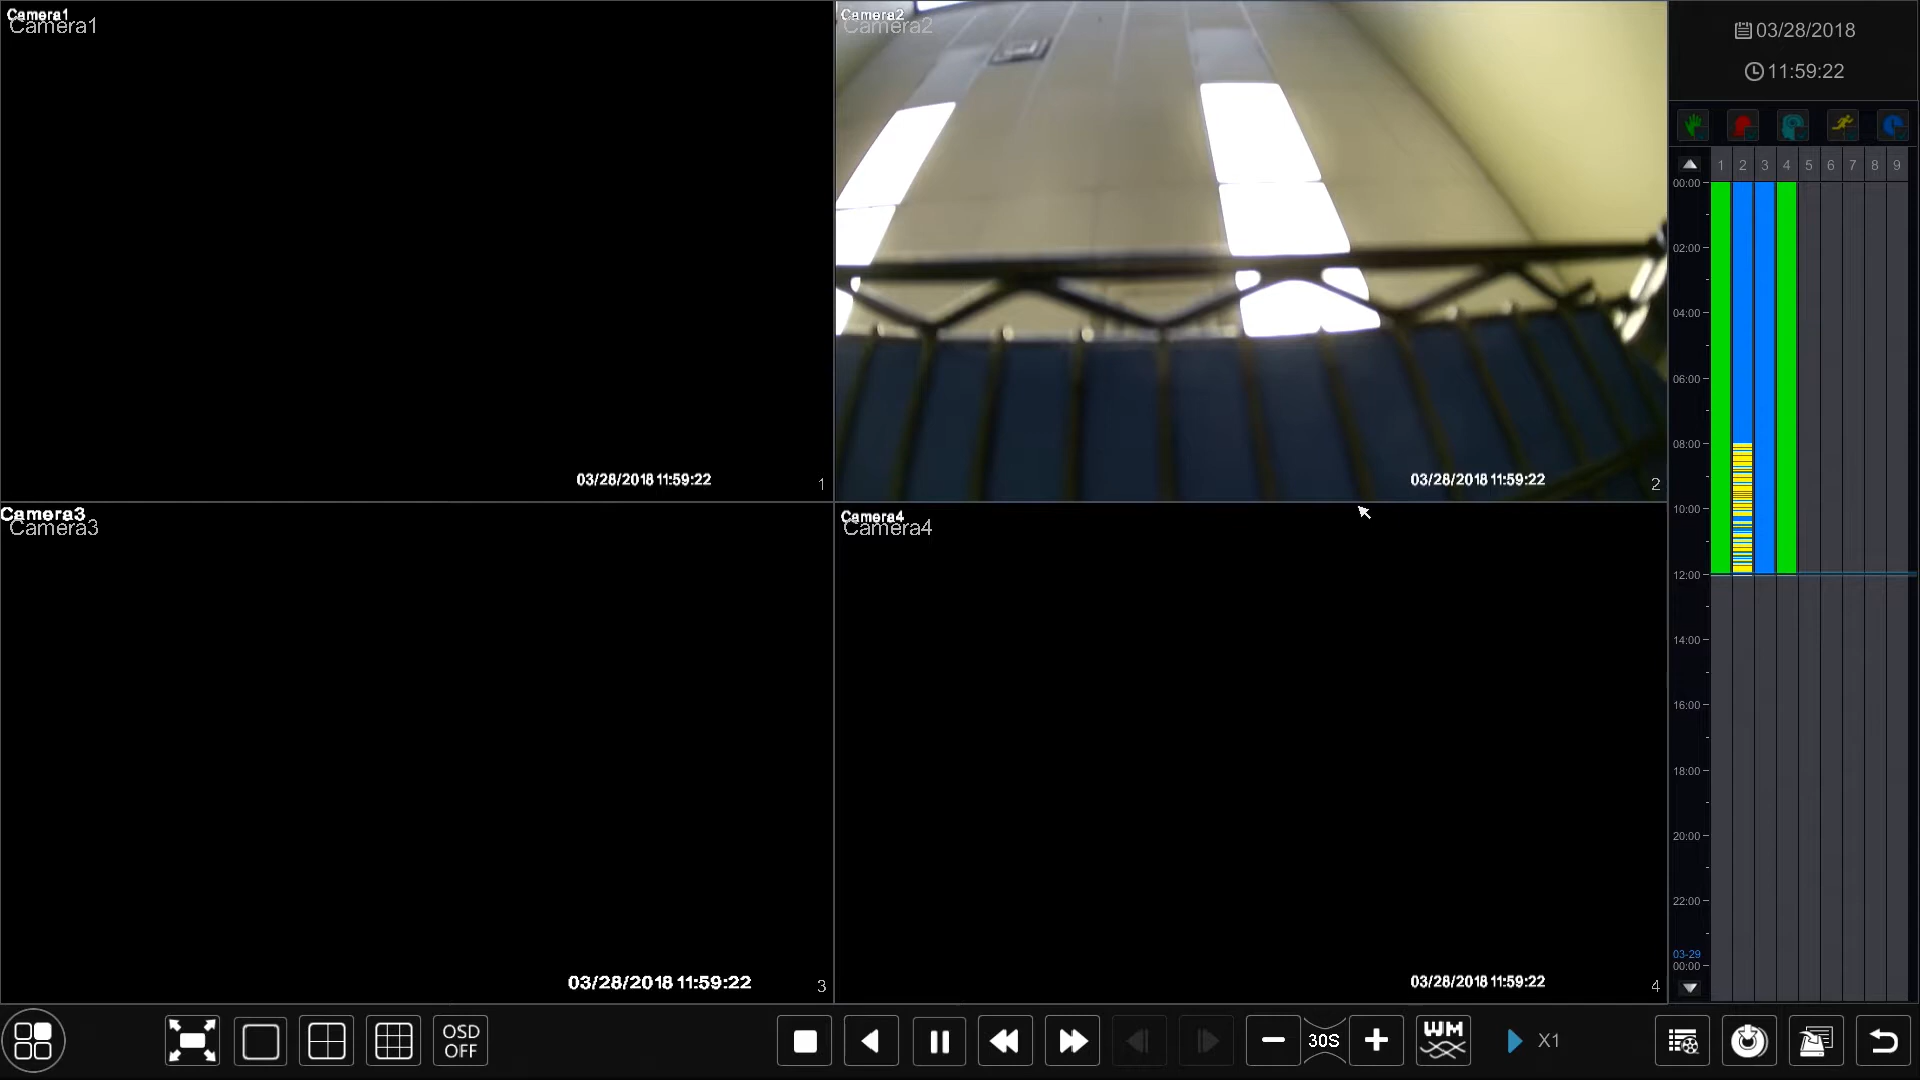 Camera1
Camera1
03/28/2018 11:59:22
1
Camera2
Camera2
03/28/2018 11:59:22
2
Camera3
Camera3
03/28/2018 11:59:22
3
Camera4
Camera4
03/28/2018 11:59:22
4
03/28/2018
11:59:22
1 2 3 4 5 6 7 8 9
00:00
02:00
04:00
06:00
08:00
10:00
12:00
14:00
16:00
18:00
20:00
22:00
03-29
00:00
OSD
OFF
30S
WM
X1